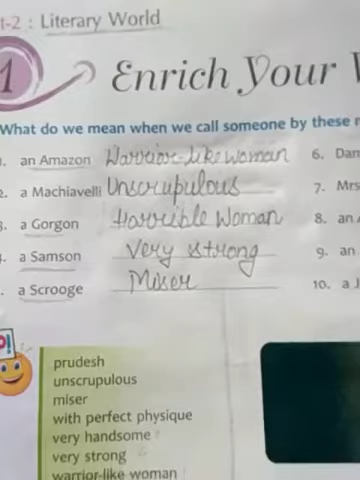 t-2 : Literary World
1
Enrich Your
What do we mean when we call someone by these
an Amazon Warrior-like woman 6. Dam
a Machiavelli Unscrupulous 7. Mrs
a Gorgon Horrible Woman 8. an
a Samson Very strong 9. an
a Scrooge Miser 10. a J
prudesh
unscrupulous
miser
with perfect physique
very handsome
very strong
warrior-like woman